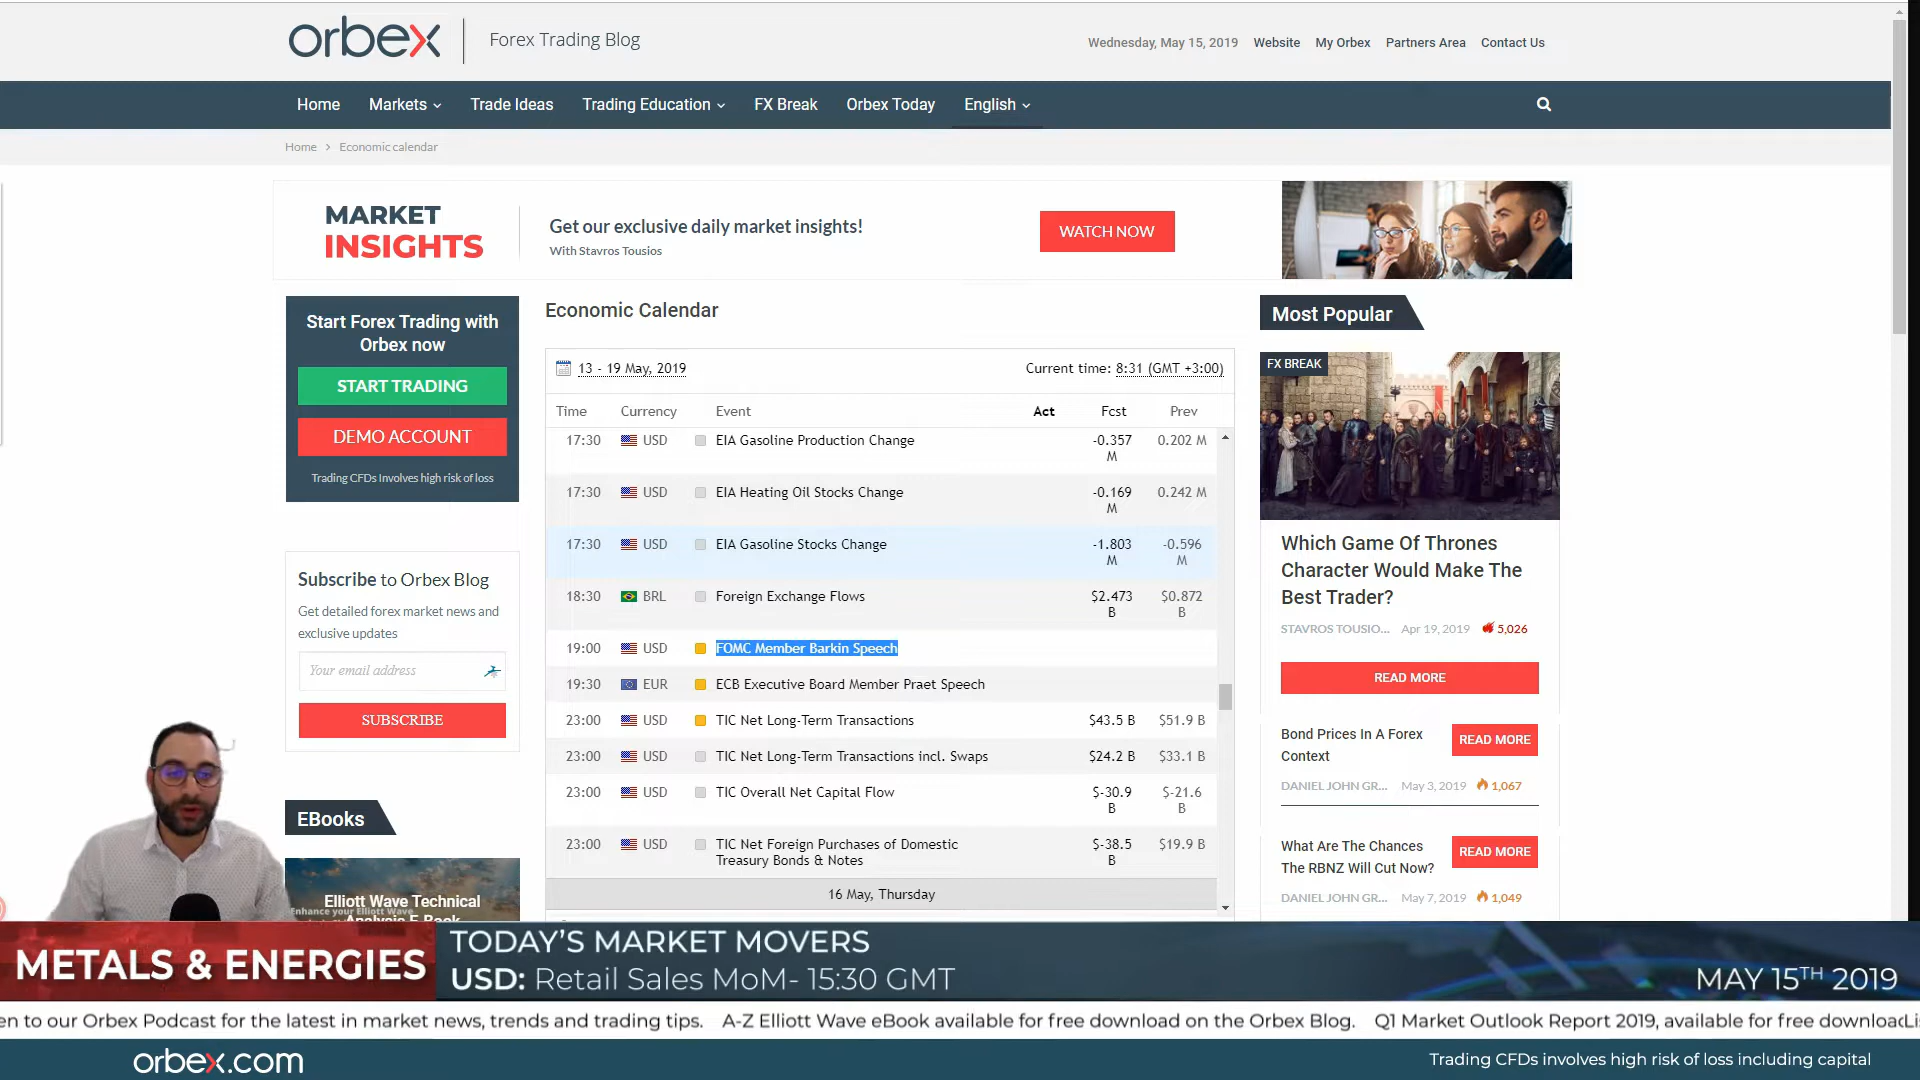 orbex
Forex Trading Blog
Wednesday, May 15, 2019 Website My Orbex Partners Area Contact Us
Home Markets Trade Ideas Trading Education FX Break Orbex Today English
Home > Economic calendar
MARKET
INSIGHTS
Get our exclusive daily market insights!
With Stavros Tousios
WATCH NOW
Start Forex Trading with
Orbex now
START TRADING
DEMO ACCOUNT
Trading CFDs Involves high risk of loss
Subscribe to Orbex Blog
Get detailed forex market news and
exclusive updates
Your email address
SUBSCRIBE
EBooks
Elliott Wave Technical
Enhance your Elliott Wave
Analysis E-Book
Economic Calendar
13 - 19 May, 2019 Current time: 8:31 (GMT +3:00)
Time Currency Event Act Fcst Prev
17:30 USD EIA Gasoline Production Change -0.357 0.202 M
M
17:30 USD EIA Heating Oil Stocks Change -0.169 0.242 M
M
17:30 USD EIA Gasoline Stocks Change -1.803 -0.596
M M
18:30 BRL Foreign Exchange Flows $2.473 $0.872
B B
19:00 USD FOMC Member Barkin Speech
19:30 EUR ECB Executive Board Member Praet Speech
23:00 USD TIC Net Long-Term Transactions $43.5 B $51.9 B
23:00 USD TIC Net Long-Term Transactions incl. Swaps $24.2 B $33.1 B
23:00 USD TIC Overall Net Capital Flow $-30.9 $-21.6
B B
23:00 USD TIC Net Foreign Purchases of Domestic $-38.5 $19.9 B
Treasury Bonds & Notes B
16 May, Thursday
Most Popular
FX BREAK
Which Game Of Thrones
Character Would Make The
Best Trader?
STAVROS TOUSIO... Apr 19, 2019 5,026
READ MORE
Bond Prices In A Forex
Context
READ MORE
DANIEL JOHN GR... May 3, 2019 1,067
What Are The Chances
The RBNZ Will Cut Now?
READ MORE
DANIEL JOHN GR... May 7, 2019 1,049
METALS & ENERGIES
TODAY'S MARKET MOVERS
USD: Retail Sales MoM- 15:30 GMT
MAY 15TH 2019
en to our Orbex Podcast for the latest in market news, trends and trading tips. A-Z Elliott Wave eBook available for free download on the Orbex Blog. Q1 Market Outlook Report 2019, available for free download Li
orbex.com
Trading CFDs involves high risk of loss including capital